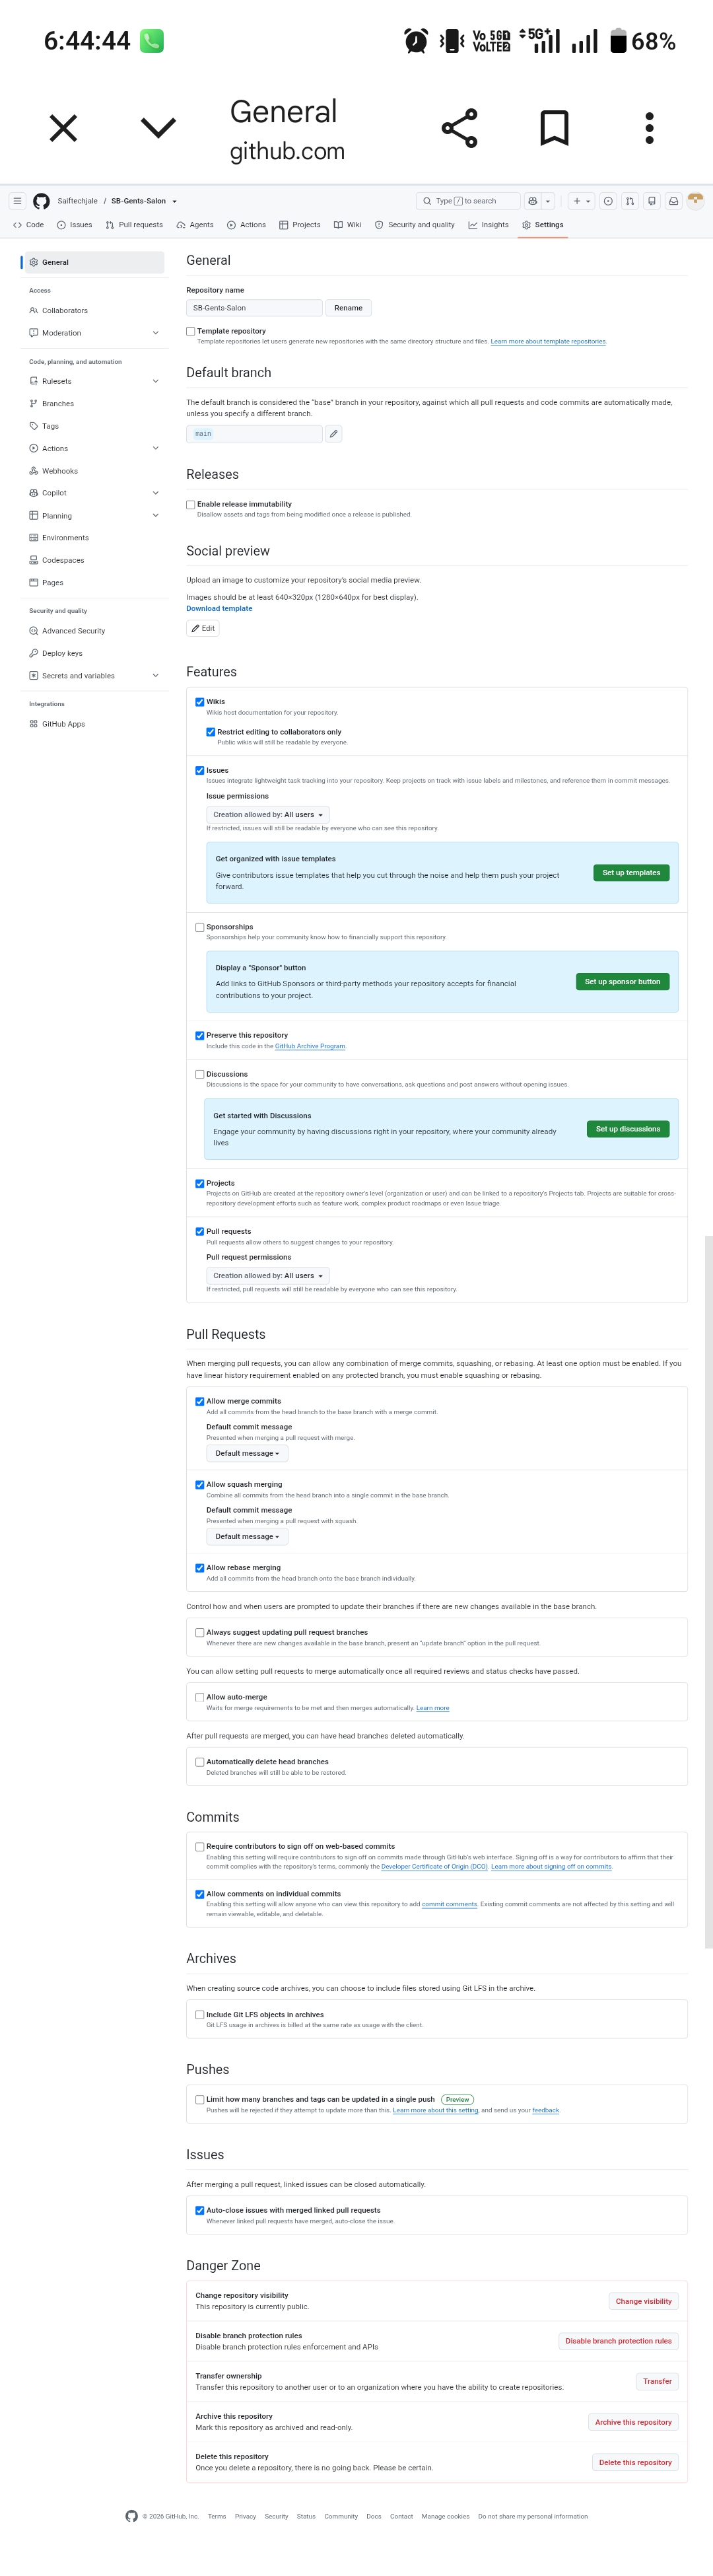 6:44:44
Vo 5G D
VoLTE 2
5G+
68%
General
github.com
Saiftechjale / SB-Gents-Salon
Type / to search
Code
Issues
Pull requests
Agents
Actions
Projects
Wiki
Security and quality
Insights
Settings
General
Access
Collaborators
Moderation
Code, planning, and automation
Rulesets
Branches
Tags
Actions
Webhooks
Copilot
Planning
Environments
Codespaces
Pages
Security and quality
Advanced Security
Deploy keys
Secrets and variables
Integrations
GitHub Apps
General
Repository name
SB-Gents-Salon
Rename
Template repository
Template repositories let users generate new repositories with the same directory structure and files. Learn more about template repositories.
Default branch
The default branch is considered the “base” branch in your repository, against which all pull requests and code commits are automatically made,
unless you specify a different branch.
main
Releases
Enable release immutability
Disallow assets and tags from being modified once a release is published.
Social preview
Upload an image to customize your repository's social media preview.
Images should be at least 640×320px (1280×640px for best display).
Download template
Edit
Features
Wikis
Wikis host documentation for your repository.
Restrict editing to collaborators only
Public wikis will still be readable by everyone.
Issues
Issues integrate lightweight task tracking into your repository. Keep projects on track with issue labels and milestones, and reference them in commit messages.
Issue permissions
Creation allowed by: All users
If restricted, issues will still be readable by everyone who can see this repository.
Get organized with issue templates
Give contributors issue templates that help you cut through the noise and help them push your project
forward.
Set up templates
Sponsorships
Sponsorships help your community know how to financially support this repository.
Display a "Sponsor" button
Add links to GitHub Sponsors or third-party methods your repository accepts for financial
contributions to your project.
Set up sponsor button
Preserve this repository
Include this code in the GitHub Archive Program.
Discussions
Discussions is the space for your community to have conversations, ask questions and post answers without opening issues.
Get started with Discussions
Engage your community by having discussions right in your repository, where your community already
lives
Set up discussions
Projects
Projects on GitHub are created at the repository owner's level (organization or user) and can be linked to a repository's Projects tab. Projects are suitable for cross-
repository development efforts such as feature work, complex product roadmaps or even Issue triage.
Pull requests
Pull requests allow others to suggest changes to your repository.
Pull request permissions
Creation allowed by: All users
If restricted, pull requests will still be readable by everyone who can see this repository.
Pull Requests
When merging pull requests, you can allow any combination of merge commits, squashing, or rebasing. At least one option must be enabled. If you
have linear history requirement enabled on any protected branch, you must enable squashing or rebasing.
Allow merge commits
Add all commits from the head branch to the base branch with a merge commit.
Default commit message
Presented when merging a pull request with merge.
Default message
Allow squash merging
Combine all commits from the head branch into a single commit in the base branch.
Default commit message
Presented when merging a pull request with squash.
Default message
Allow rebase merging
Add all commits from the head branch onto the base branch individually.
Control how and when users are prompted to update their branches if there are new changes available in the base branch.
Always suggest updating pull request branches
Whenever there are new changes available in the base branch, present an “update branch” option in the pull request.
You can allow setting pull requests to merge automatically once all required reviews and status checks have passed.
Allow auto-merge
Waits for merge requirements to be met and then merges automatically. Learn more
After pull requests are merged, you can have head branches deleted automatically.
Automatically delete head branches
Deleted branches will still be able to be restored.
Commits
Require contributors to sign off on web-based commits
Enabling this setting will require contributors to sign off on commits made through GitHub's web interface. Signing off is a way for contributors to affirm that their
commit complies with the repository's terms, commonly the Developer Certificate of Origin (DCO). Learn more about signing off on commits.
Allow comments on individual commits
Enabling this setting will allow anyone who can view this repository to add commit comments. Existing commit comments are not affected by this setting and will
remain viewable, editable, and deletable.
Archives
When creating source code archives, you can choose to include files stored using Git LFS in the archive.
Include Git LFS objects in archives
Git LFS usage in archives is billed at the same rate as usage with the client.
Pushes
Limit how many branches and tags can be updated in a single push Preview
Pushes will be rejected if they attempt to update more than this. Learn more about this setting, and send us your feedback.
Issues
After merging a pull request, linked issues can be closed automatically.
Auto-close issues with merged linked pull requests
Whenever linked pull requests have merged, auto-close the issue.
Danger Zone
Change repository visibility
This repository is currently public.
Change visibility
Disable branch protection rules
Disable branch protection rules enforcement and APIs
Disable branch protection rules
Transfer ownership
Transfer this repository to another user or to an organization where you have the ability to create repositories.
Transfer
Archive this repository
Mark this repository as archived and read-only.
Archive this repository
Delete this repository
Once you delete a repository, there is no going back. Please be certain.
Delete this repository
© 2026 GitHub, Inc. Terms Privacy Security Status Community Docs Contact Manage cookies Do not share my personal information